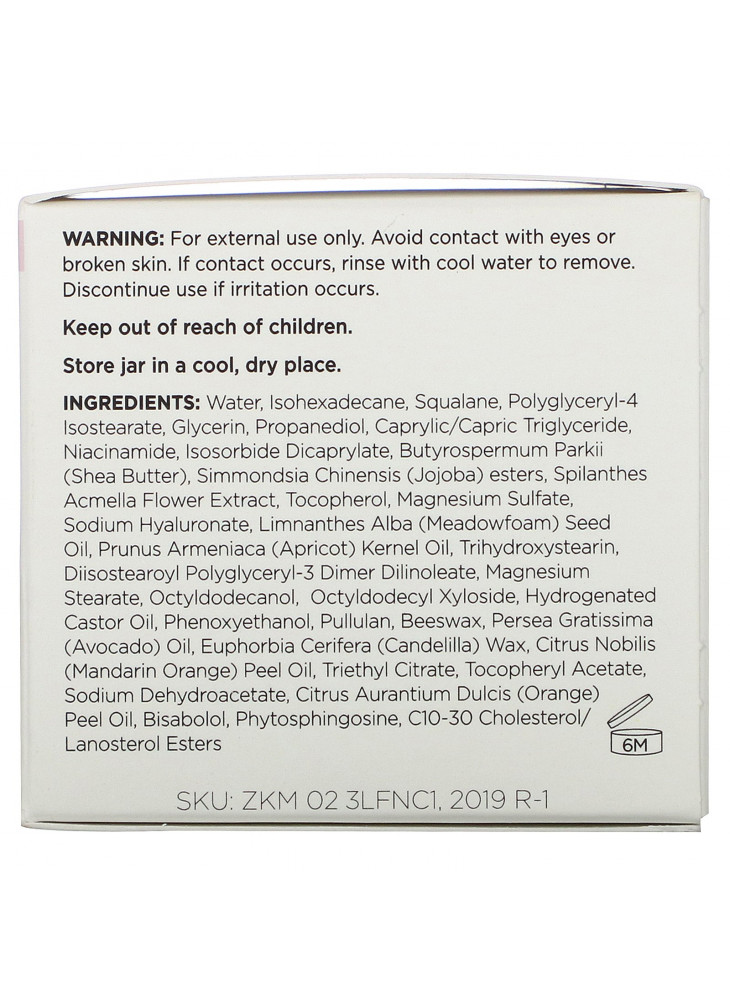 WARNING: For external use only. Avoid contact with eyes or
broken skin. If contact occurs, rinse with cool water to remove.
Discontinue use if irritation occurs.
Keep out of reach of children.
Store jar in a cool, dry place.
INGREDIENTS: Water, Isohexadecane, Squalane, Polyglyceryl-4
Isostearate, Glycerin, Propanediol, Caprylic/Capric Triglyceride,
Niacinamide, Isosorbide Dicaprylate, Butyrospermum Parkii
(Shea Butter), Simmondsia Chinensis (Jojoba) esters, Spilanthes
Acmella Flower Extract, Tocopherol, Magnesium Sulfate,
Sodium Hyaluronate, Limnanthes Alba (Meadowfoam) Seed
Oil, Prunus Armeniaca (Apricot) Kernel Oil, Trihydroxystearin,
Diisostearoyl Polyglyceryl-3 Dimer Dilinoleate, Magnesium
Stearate, Octyldodecanol, Octyldodecyl Xyloside, Hydrogenated
Castor Oil, Phenoxyethanol, Pullulan, Beeswax, Persea Gratissima
(Avocado) Oil, Euphorbia Cerifera (Candelilla) Wax, Citrus Nobilis
(Mandarin Orange) Peel Oil, Triethyl Citrate, Tocopheryl Acetate,
Sodium Dehydroacetate, Citrus Aurantium Dulcis (Orange)
Peel Oil, Bisabolol, Phytosphingosine, C10-30 Cholesterol/
Lanosterol Esters
6M
SKU: ZKM 02 3LFNC1, 2019 R-1